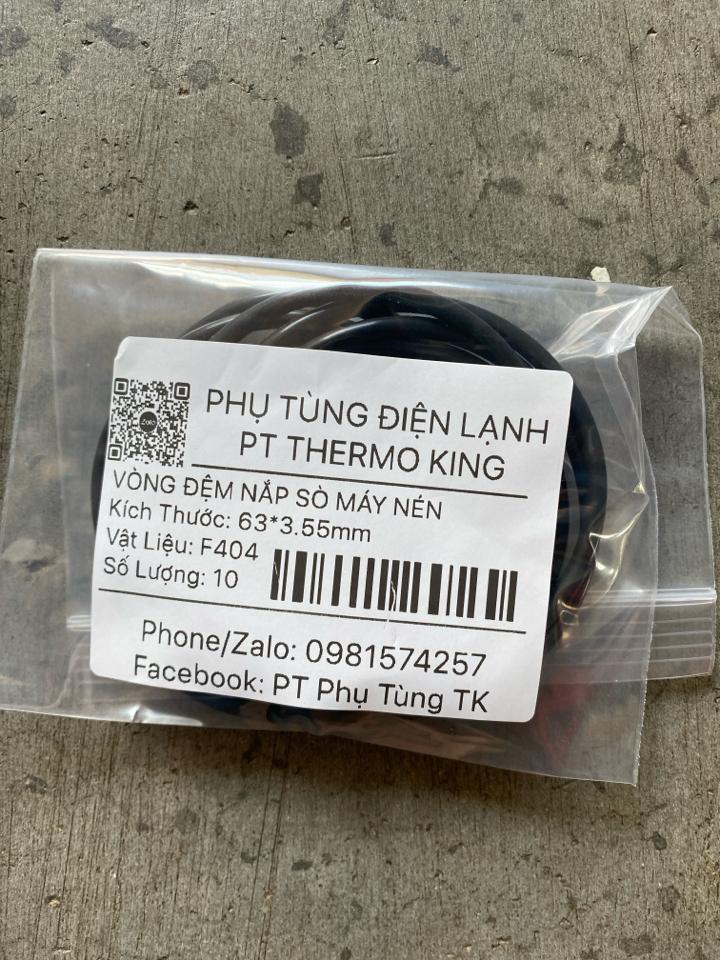 Zalo
PHỤ TÙNG ĐIỆN LẠNH
PT THERMO KING
VÒNG ĐỆM NẮP SÒ MÁY NÉN
Kích Thước: 63*3.55mm
Vật Liệu: F404
Số Lượng: 10
Phone/Zalo: 0981574257
Facebook: PT Phụ Tùng TK